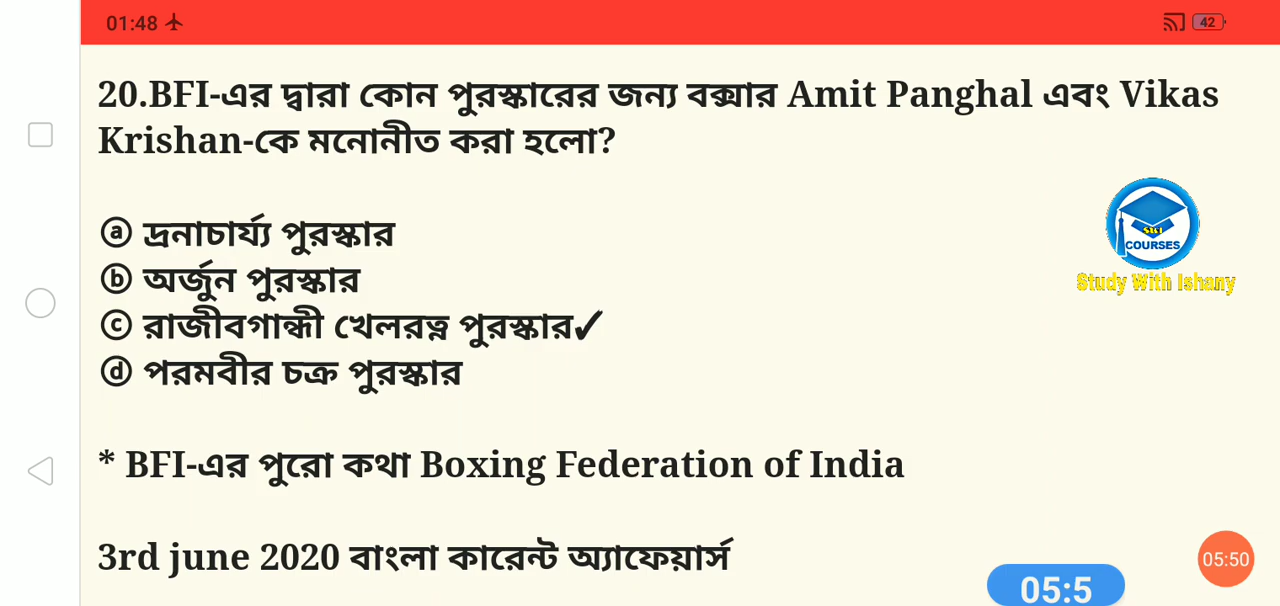 01:48
42
20.BFI-এর দ্বারা কোন পুরস্কারের জন্য বক্সার Amit Panghal এবং Vikas
Krishan-কে মনোনীত করা হলো?
ⓐ দ্রনাচার্য্য পুরস্কার
ⓑ অর্জুন পুরস্কার
ⓒ রাজীবগান্ধী খেলরত্ন পুরস্কার✓
ⓓ পরমবীর চক্র পুরস্কার
COURSES
Study With Ishany
* BFI-এর পুরো কথা Boxing Federation of India
3rd june 2020 বাংলা কারেন্ট অ্যাফেয়ার্স
05:50
05:5